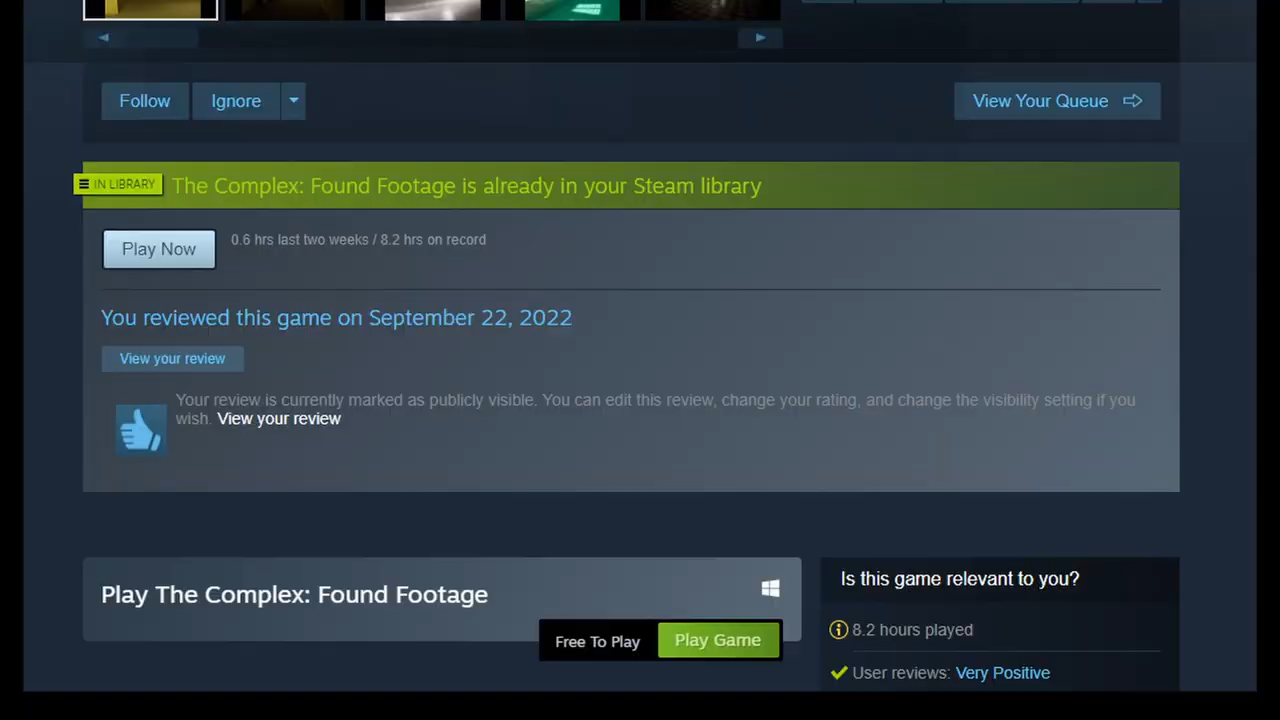 Follow
Ignore
View Your Queue
IN LIBRARY
The Complex: Found Footage is already in your Steam library
Play Now
0.6 hrs last two weeks / 8.2 hrs on record
You reviewed this game on September 22, 2022
View your review
Your review is currently marked as publicly visible. You can edit this review, change your rating, and change the visibility setting if you
wish. View your review
Play The Complex: Found Footage
Free To Play
Play Game
Is this game relevant to you?
8.2 hours played
User reviews: Very Positive